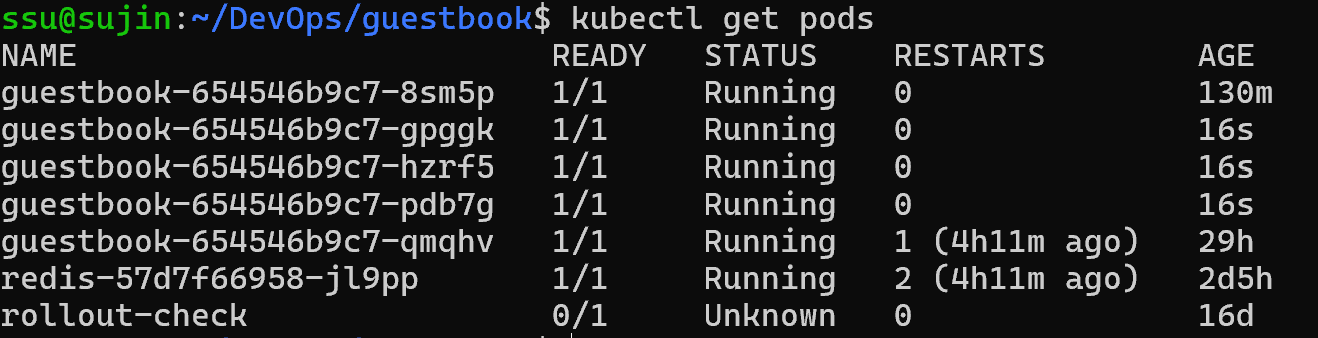 ssu@sujin:~/DevOps/guestbook$ kubectl get pods
NAME READY STATUS RESTARTS AGE
guestbook-654546b9c7-8sm5p 1/1 Running 0 130m
guestbook-654546b9c7-gpggk 1/1 Running 0 16s
guestbook-654546b9c7-hzrf5 1/1 Running 0 16s
guestbook-654546b9c7-pdb7g 1/1 Running 0 16s
guestbook-654546b9c7-qmqhv 1/1 Running 1 (4h11m ago) 29h
redis-57d7f66958-jl9pp 1/1 Running 2 (4h11m ago) 2d5h
rollout-check 0/1 Unknown 0 16d